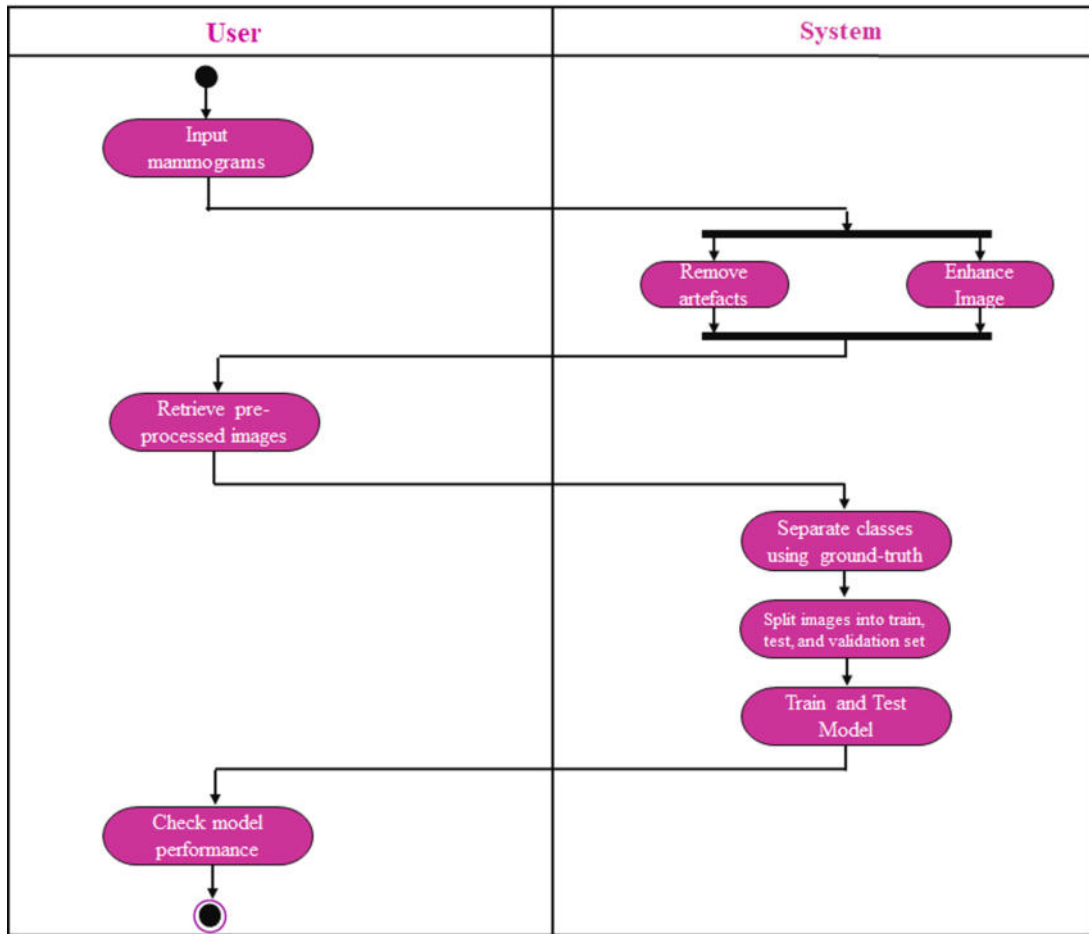 User
System
Input
mammograms
Remove
artefacts
Enhance
Image
Retrieve pre-
processed images
Separate classes
using ground-truth
Split images into train,
test, and validation set
Train and Test
Model
Check model
performance